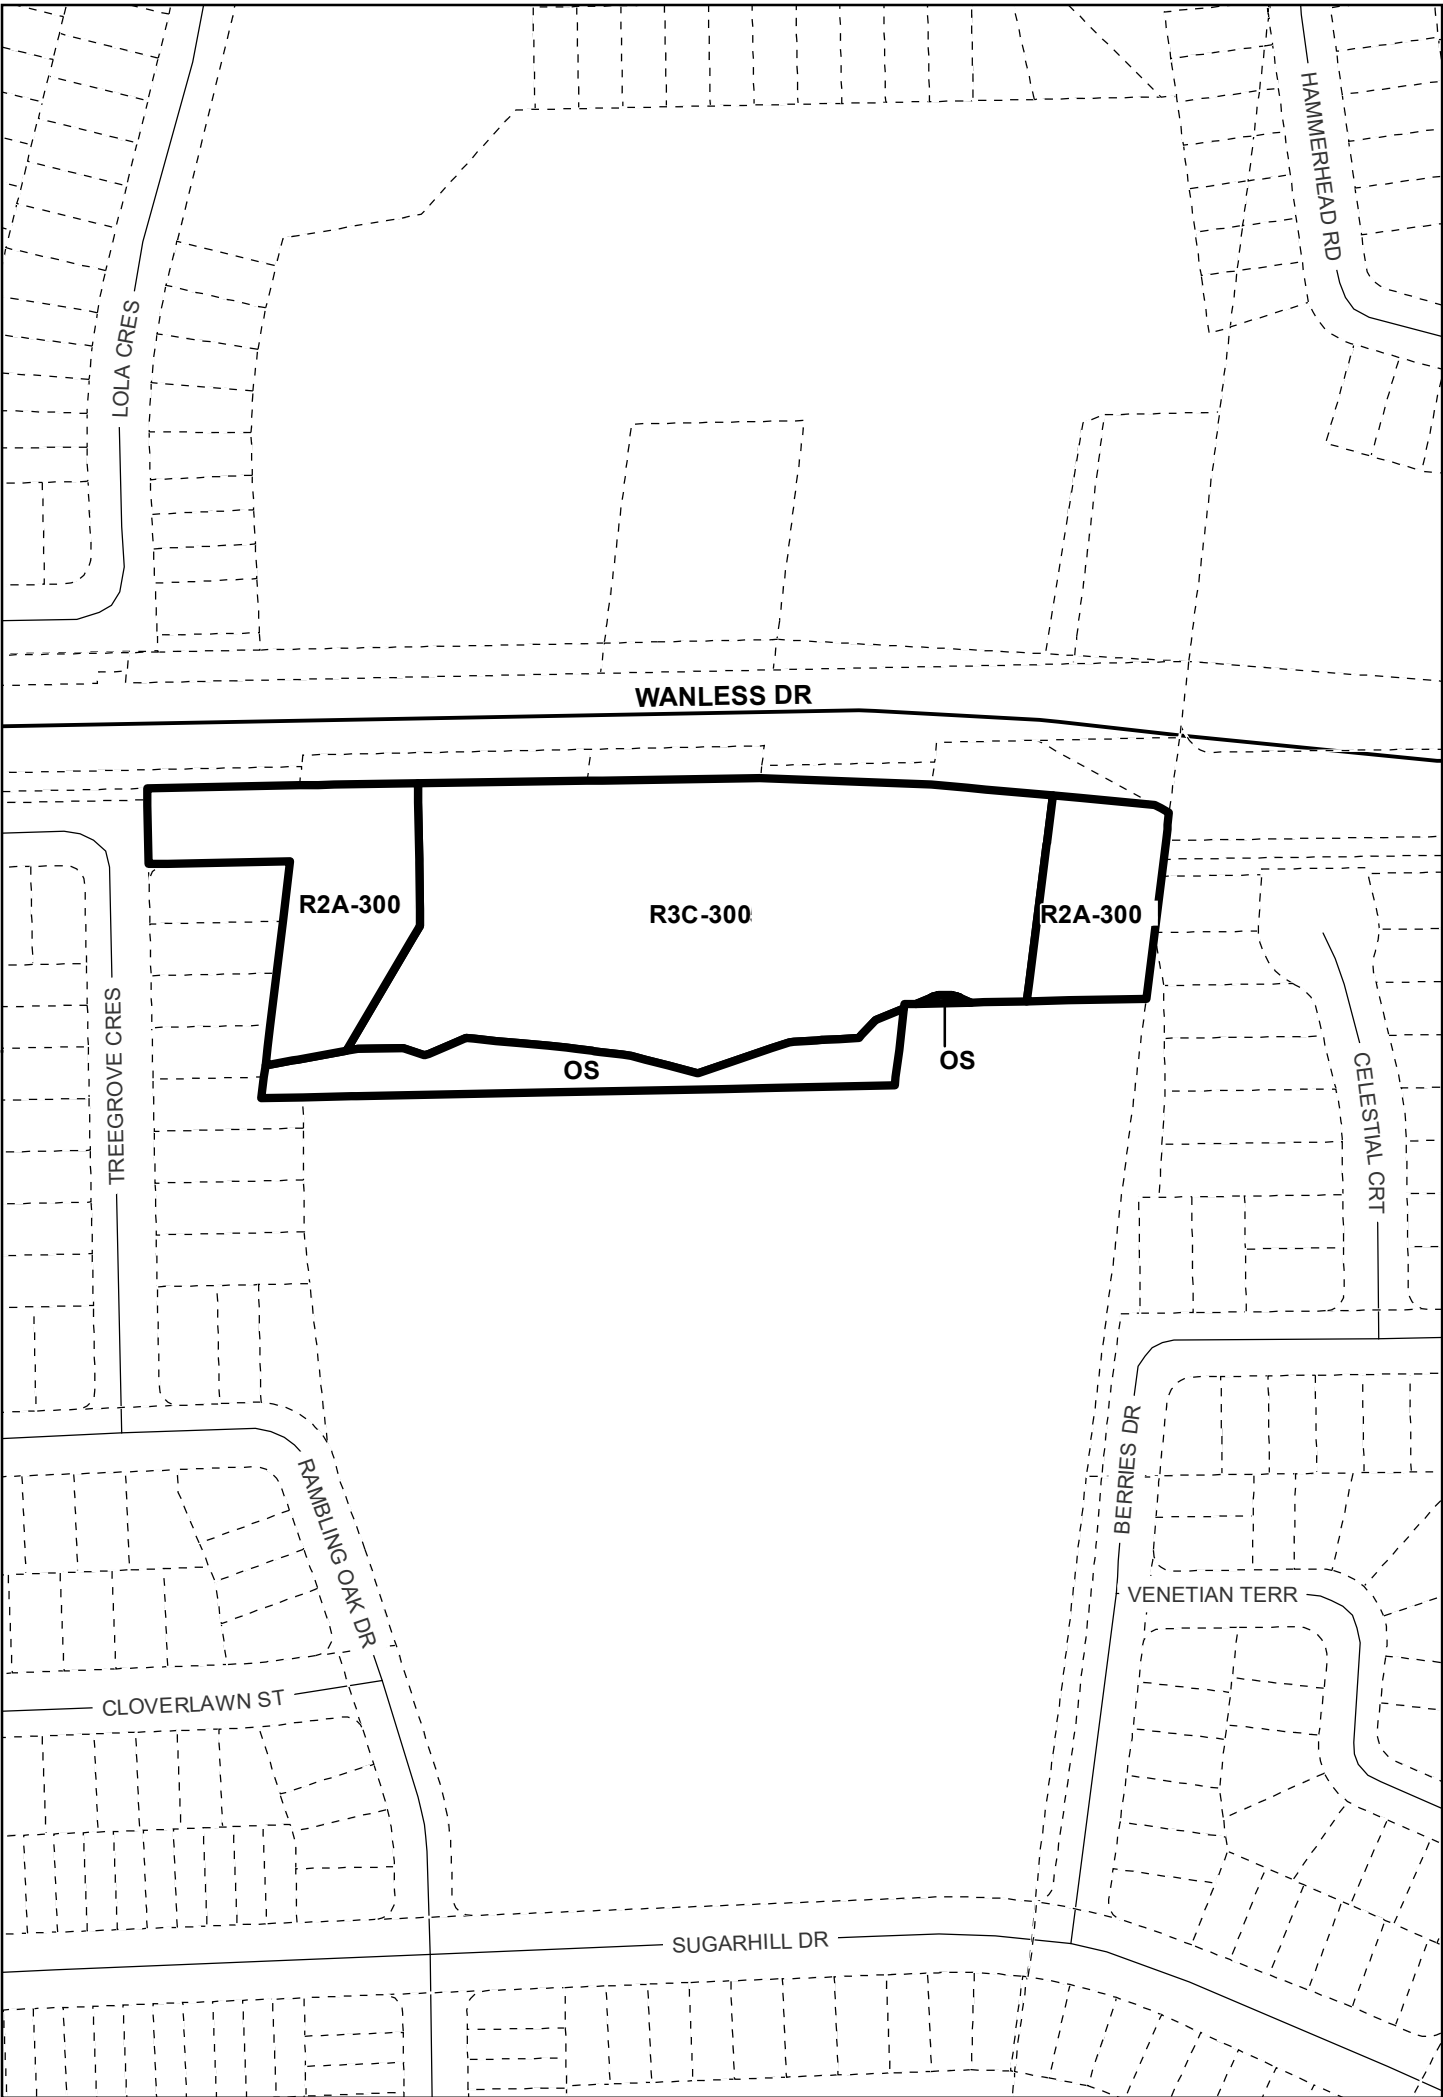 HAMMERHEAD RD
LOLA CRES
WANLESS DR
R2A-300
R3C-300
R2A-300
OS
OS
TREEGROVE CRES
CELESTIAL CRT
BERRIES DR
RAMBLING OAK DR
VENETIAN TERR
CLOVERLAWN ST
SUGARHILL DR